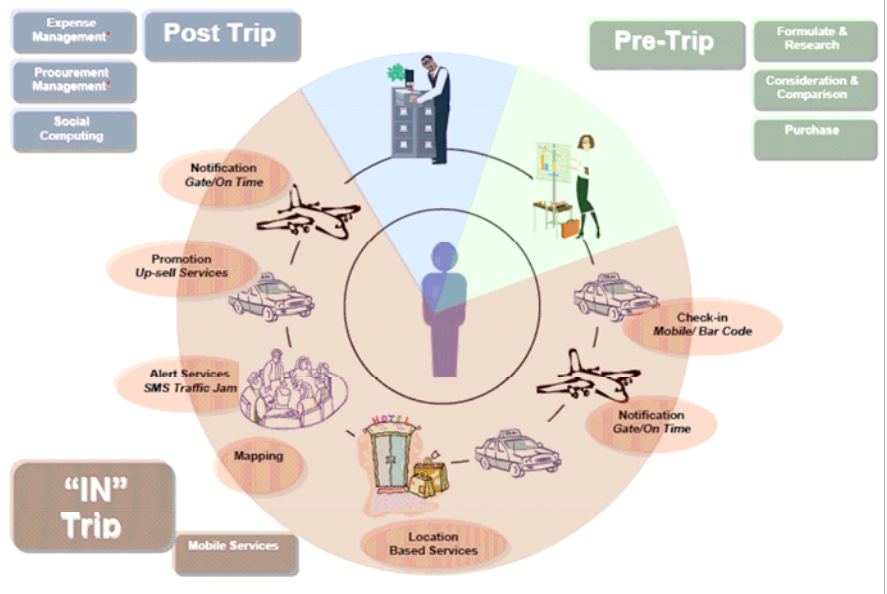 Expense
Management*
Post Trip
Procurement
Management*
Social
Computing
Pre-Trip
Formulate &
Research
Consideration &
Comparison
Purchase
Notification
Gate/On Time
Promotion
Up-sell Services
Alert Services
SMS Traffic Jam
Mapping
HOTEL
Location
Based Services
Check-in
Mobile/ Bar Code
Notification
Gate/On Time
“IN”
Trip
Mobile Services